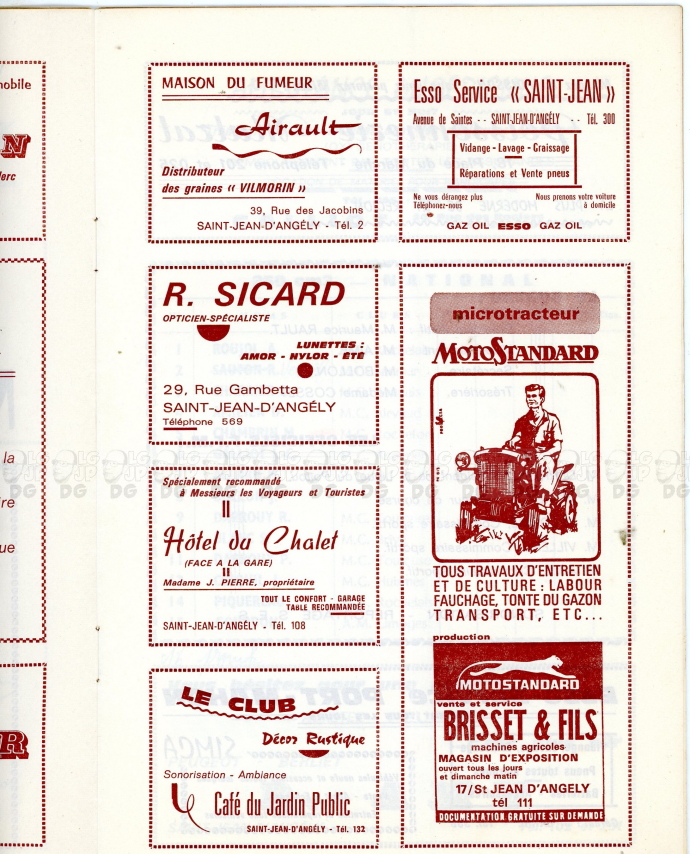 mobile
N
lerc
la
ire
que
R
MAISON DU FUMEUR
Airault
Distributeur
des graines « VILMORIN »
39, Rue des Jacobins
SAINT-JEAN-D'ANGÉLY - Tél. 2
Esso Service « SAINT-JEAN »
Avenue de Saintes - - SAINT-JEAN-D'ANGÉLY - - Tél. 300
Vidange - Lavage - Graissage
Réparations et Vente pneus
Ne vous dérangez plus
Téléphonez-nous
Nous prenons votre voiture
à domicile
GAZ OIL ESSO GAZ OIL
R. SICARD
OPTICIEN-SPÉCIALISTE
LUNETTES :
AMOR - NYLOR - ÉTÉ
29, Rue Gambetta
SAINT-JEAN-D'ANGÉLY
Téléphone 569
Spécialement recommandé
à Messieurs les Voyageurs et Touristes
Hôtel du Chalet
(FACE A LA GARE)
Madame J. PIERRE, propriétaire
TOUT LE CONFORT - GARAGE
TABLE RECOMMANDÉE
SAINT-JEAN-D'ANGÉLY - Tél. 108
LE CLUB
Décor Rustique
Sonorisation - Ambiance
Café du Jardin Public
SAINT-JEAN-D'ANGÉLY - Tél. 132
microtracteur
MOTOSTANDARD
TOUS TRAVAUX D'ENTRETIEN
ET DE CULTURE : LABOUR
FAUCHAGE, TONTE DU GAZON
TRANSPORT, ETC...
production
MOTOSTANDARD
vente et service
BRISSET & FILS
machines agricoles
MAGASIN D'EXPOSITION
ouvert tous les jours
et dimanche matin
17/St JEAN D'ANGELY
tél 111
DOCUMENTATION GRATUITE SUR DEMANDE